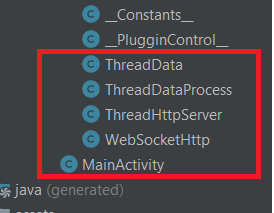 __Constants__
__PlugginControl__
ThreadData
ThreadDataProcess
ThreadHttpServer
WebSocketHttp
MainActivity
java (generated)